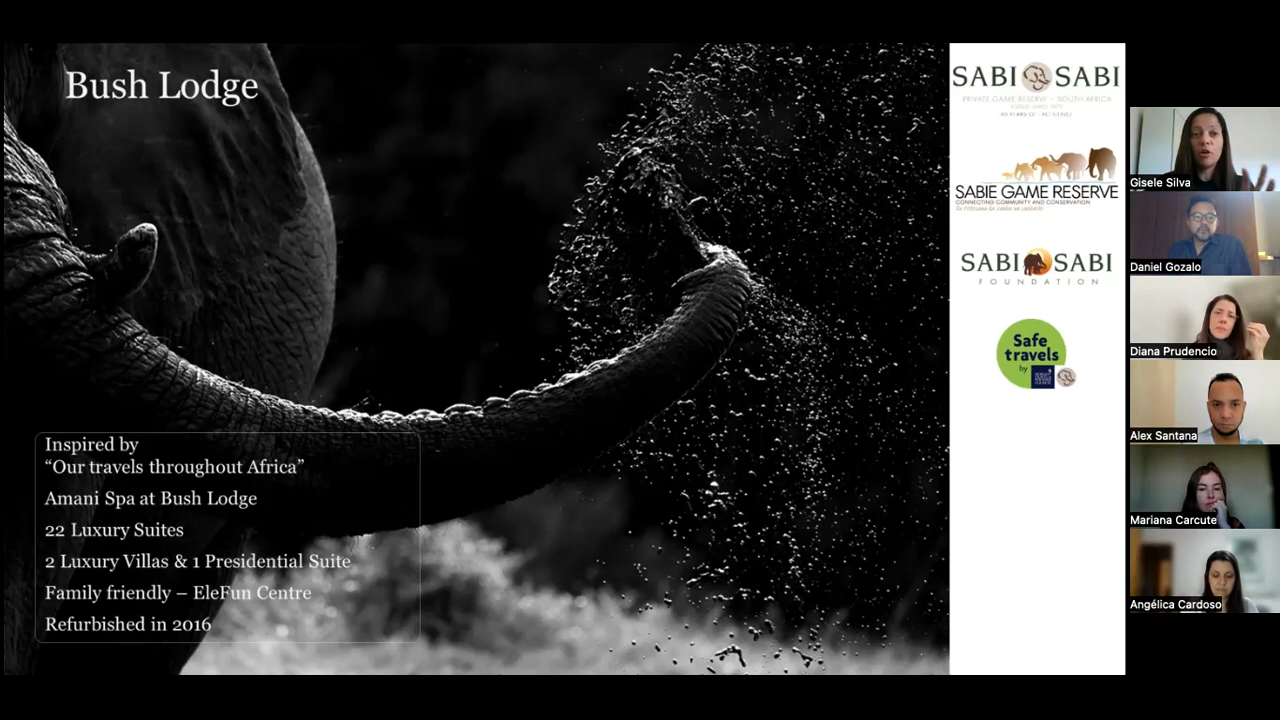 Bush Lodge
Inspired by
“Our travels throughout Africa”
Amani Spa at Bush Lodge
22 Luxury Suites
2 Luxury Villas & 1 Presidential Suite
Family friendly – EleFun Centre
Refurbished in 2016
SABI SABI
PRIVATE GAME RESERVE – SOUTH AFRICA
SABIE GAME RESERVE
CONNECTING COMMUNITY AND CONSERVATION
SABI SABI
FOUNDATION
Safe
travels
by
Gisele Silva
Daniel Gozalo
Diana Prudencio
Alex Santana
Mariana Carcute
Angélica Cardoso